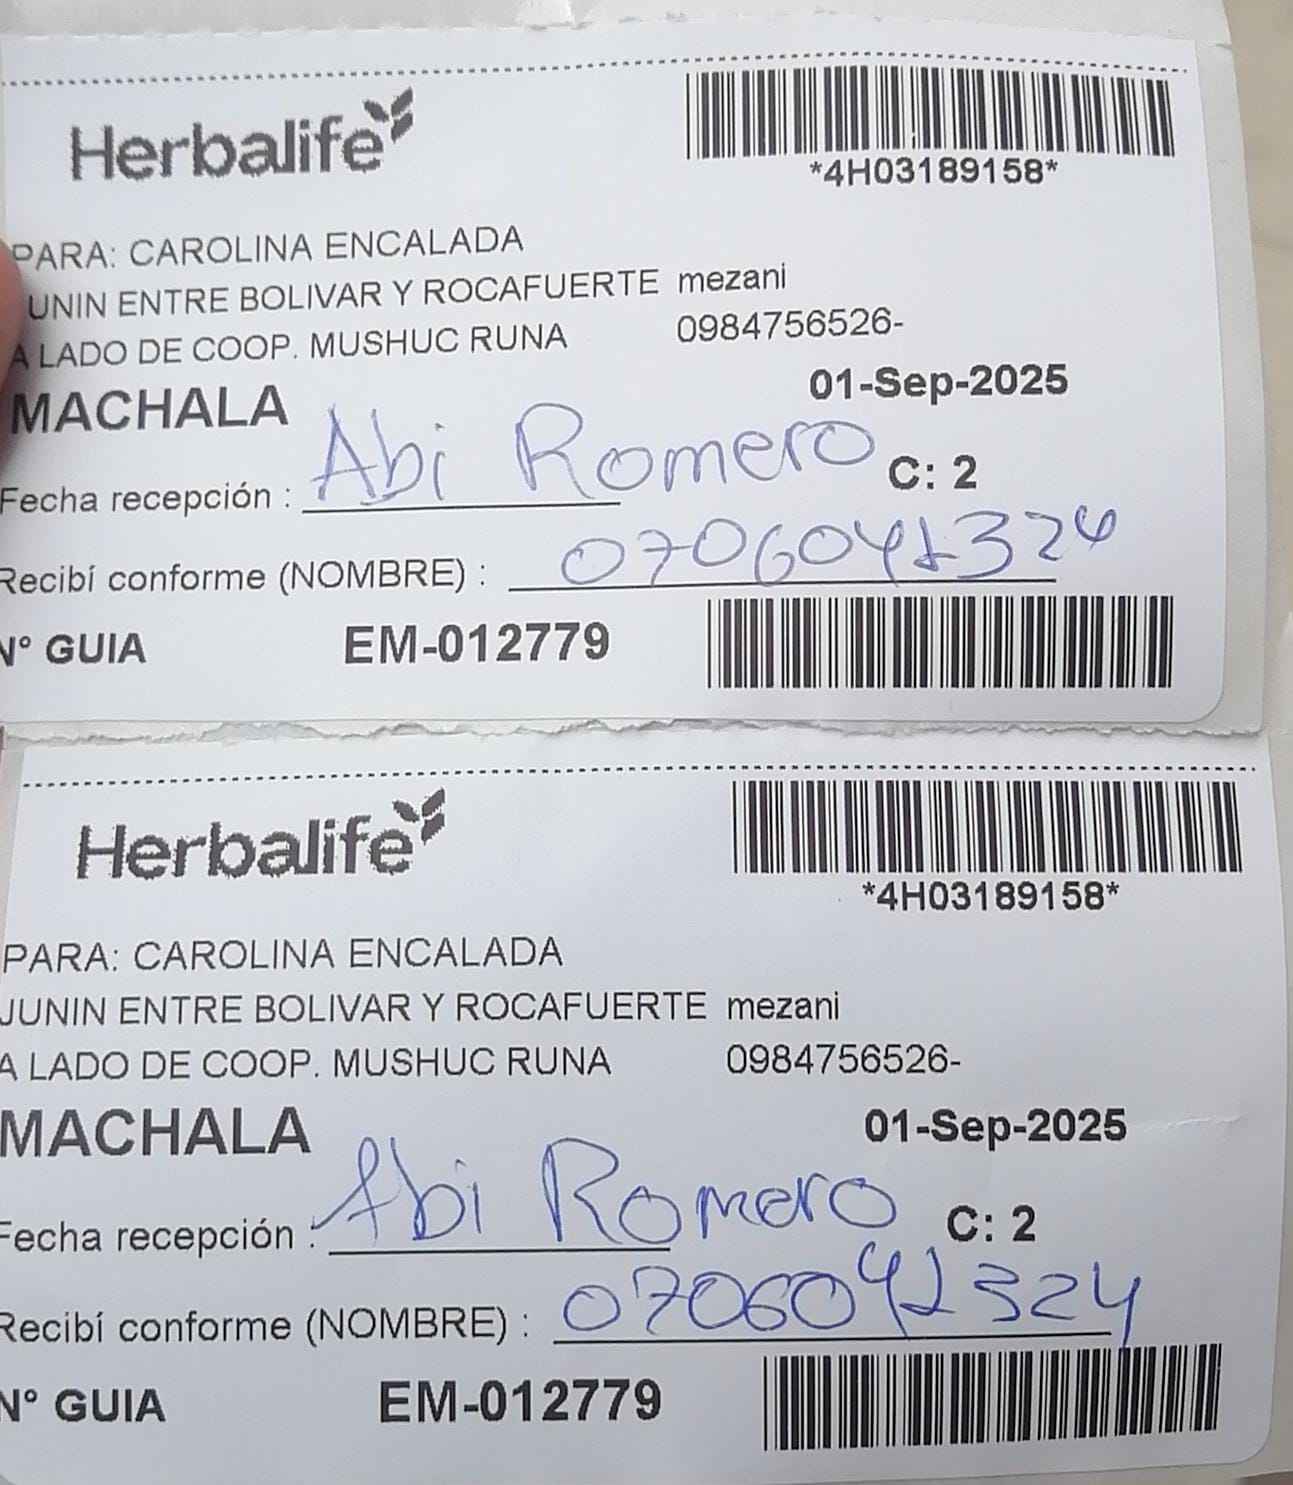 Herbalife
*4H03189158*
PARA: CAROLINA ENCALADA
JUNIN ENTRE BOLIVAR Y ROCAFUERTE mezani
A LADO DE COOP. MUSHUC RUNA 0984756526-
MACHALA 01-Sep-2025
Fecha recepción : Abi Romero C: 2
Recibí conforme (NOMBRE) : 0706041324
N° GUIA EM-012779
Herbalife
*4H03189158*
PARA: CAROLINA ENCALADA
JUNIN ENTRE BOLIVAR Y ROCAFUERTE mezani
A LADO DE COOP. MUSHUC RUNA 0984756526-
MACHALA 01-Sep-2025
Fecha recepción : Abi Romero C: 2
Recibí conforme (NOMBRE) : 0706041324
N° GUIA EM-012779